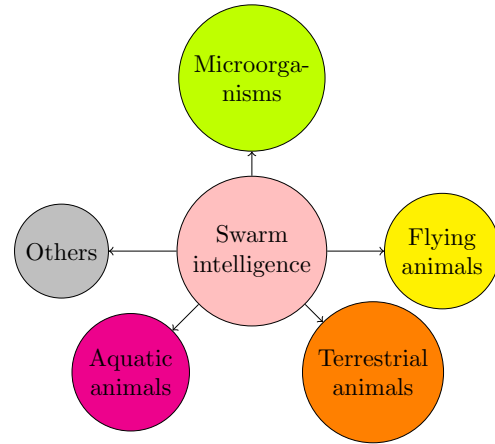 Microorga-
nisms
Swarm
intelligence
Others
Flying
animals
Aquatic
animals
Terrestrial
animals